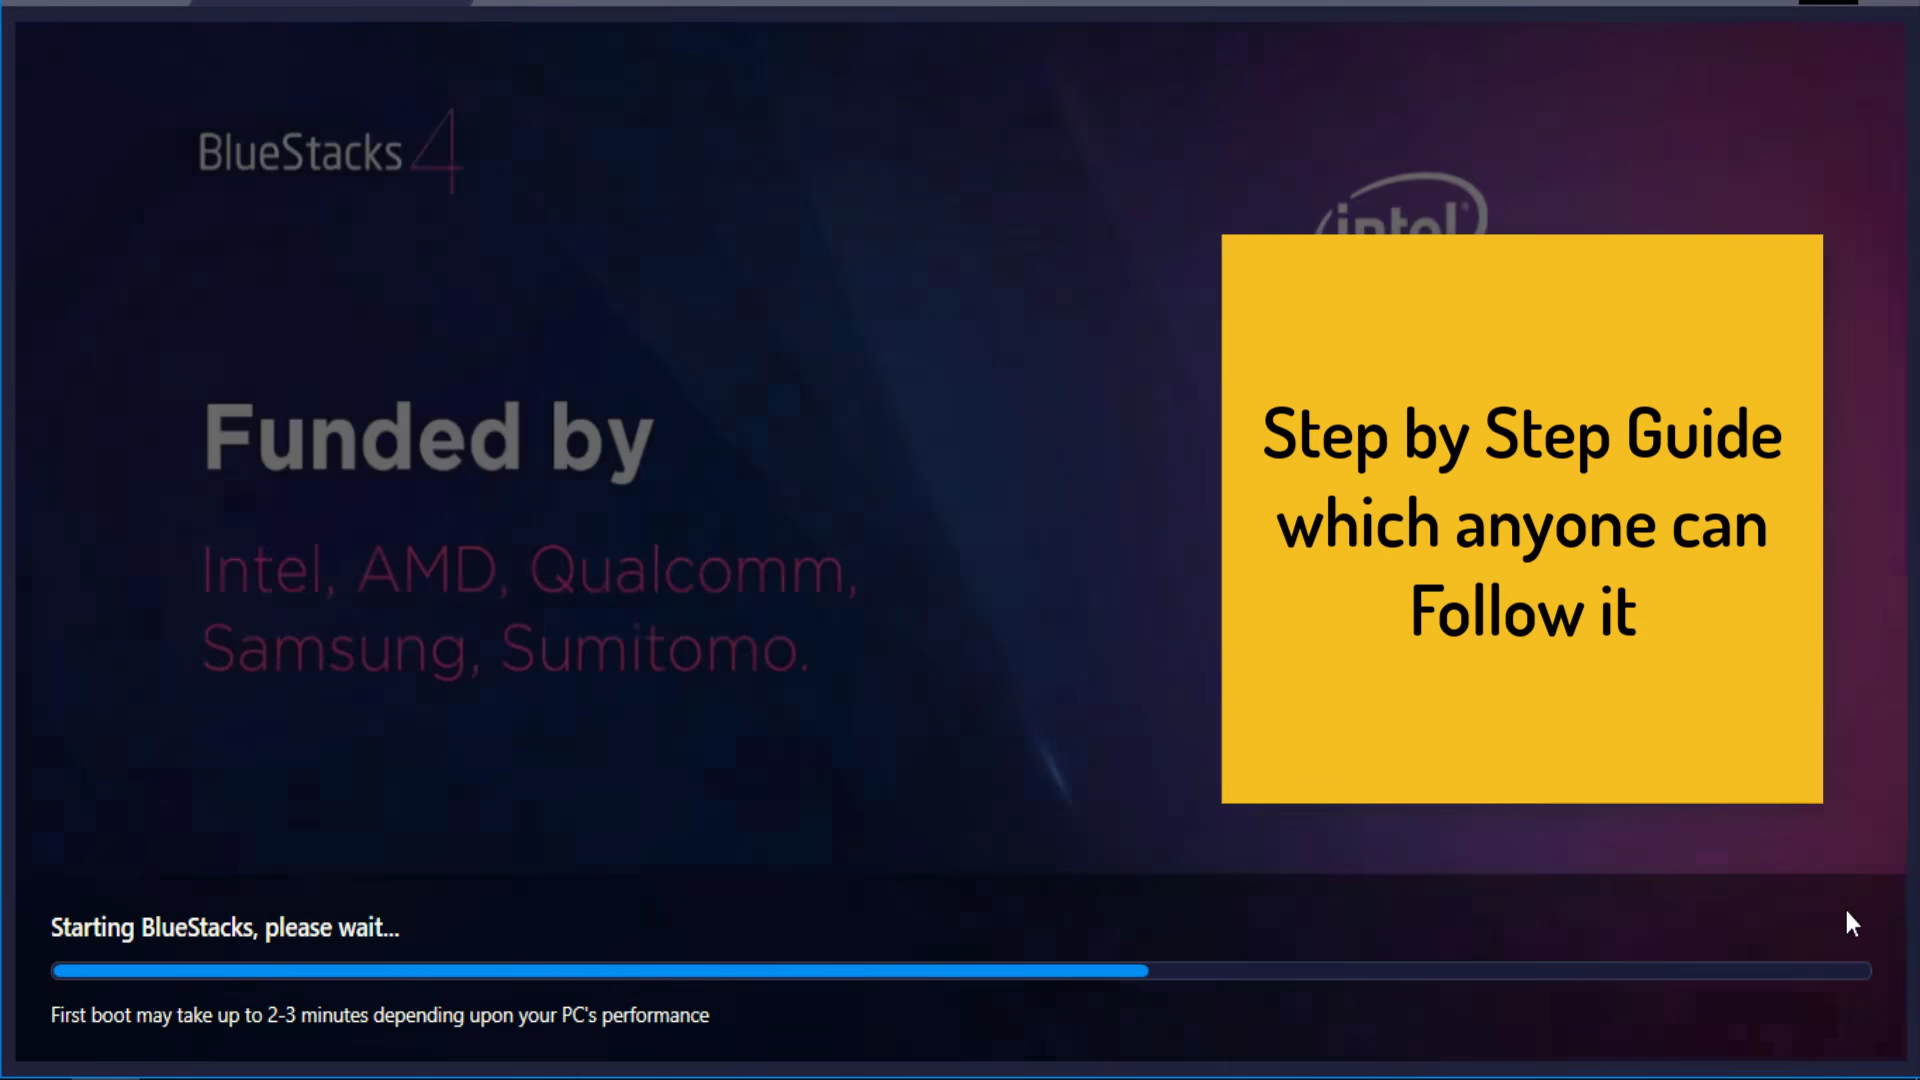 BlueStacks 4
intel
Funded by
Intel, AMD, Qualcomm,
Samsung, Sumitomo.
Step by Step Guide
which anyone can
Follow it
Starting BlueStacks, please wait...
First boot may take up to 2-3 minutes depending upon your PC's performance